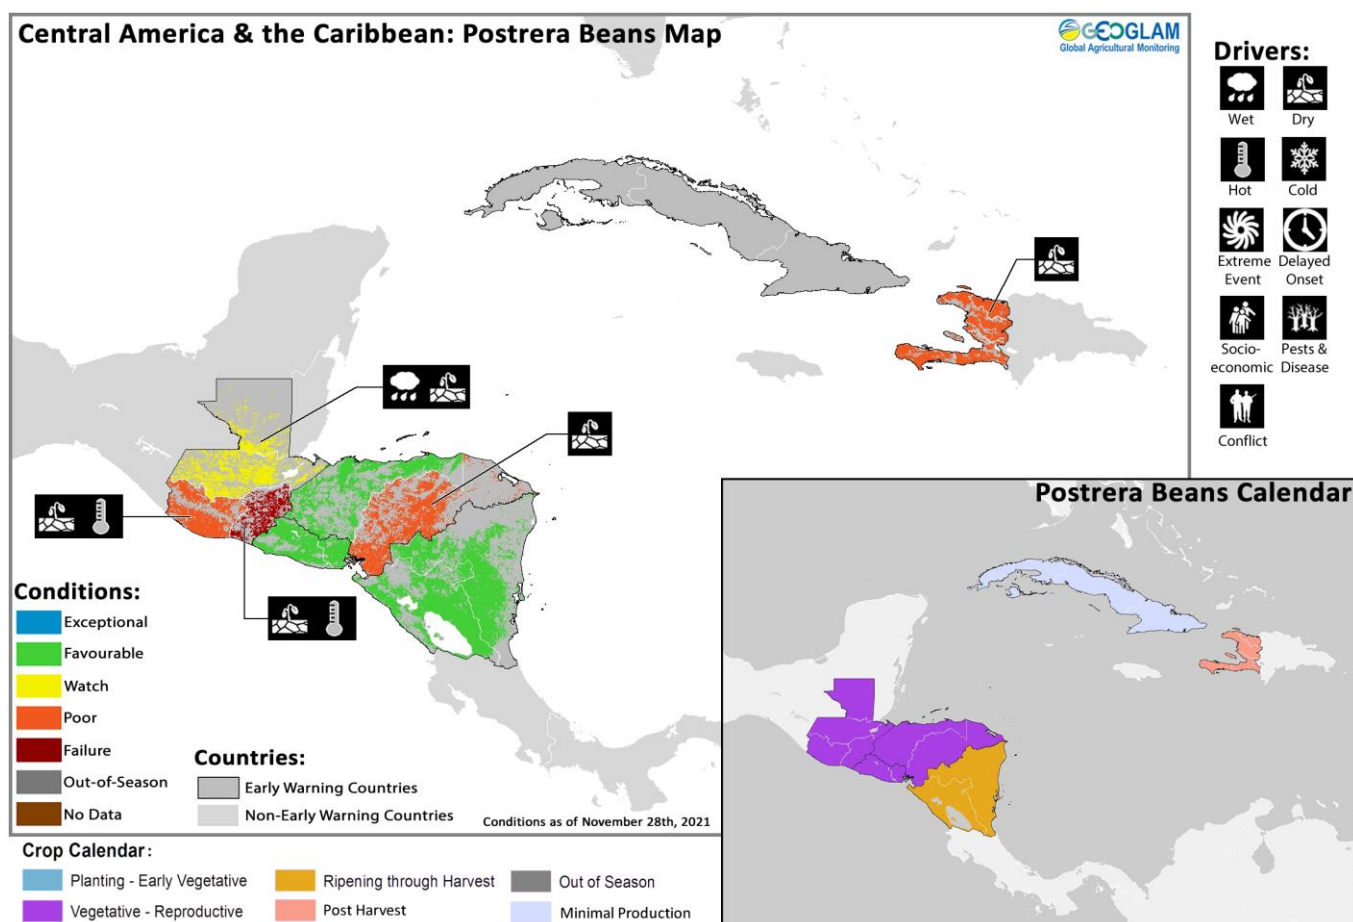 Central America & the Caribbean: Postrera Beans Map
GEOGLAM
Global Agricultural Monitoring
Drivers:
Wet
Dry
Hot
Cold
Extreme Event
Delayed Onset
Socio-economic
Pests & Disease
Conflict
Conditions:
Exceptional
Favourable
Watch
Poor
Failure
Out-of-Season
No Data
Countries:
Early Warning Countries
Non-Early Warning Countries
Conditions as of November 28th, 2021
Postrera Beans Calendar
Crop Calendar:
Planting - Early Vegetative
Ripening through Harvest
Out of Season
Vegetative - Reproductive
Post Harvest
Minimal Production